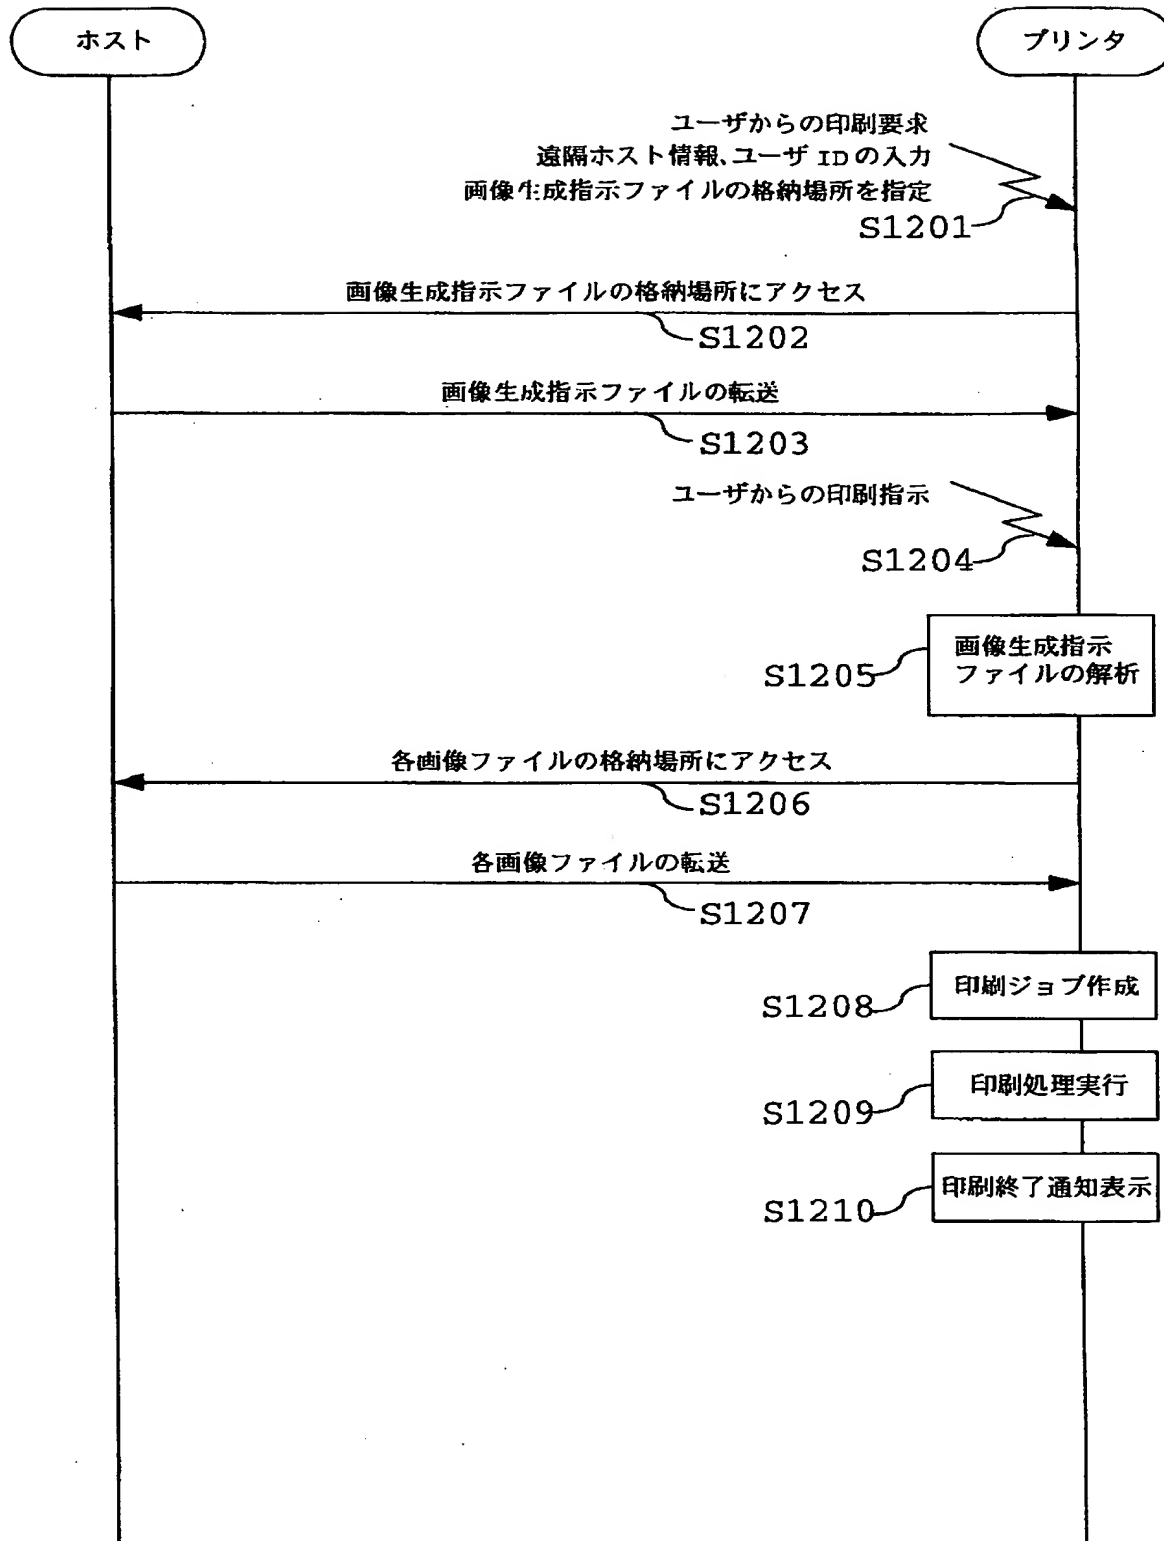 ホスト
プリンタ
ユーザからの印刷要求
遠隔ホスト情報、ユーザ IDの入力
画像生成指示ファイルの格納場所を指定
S1201
画像生成指示ファイルの格納場所にアクセス
S1202
画像生成指示ファイルの転送
S1203
ユーザからの印刷指示
S1204
画像生成指示
ファイルの解析
S1205
各画像ファイルの格納場所にアクセス
S1206
各画像ファイルの転送
S1207
印刷ジョブ作成
S1208
印刷処理実行
S1209
印刷終了通知表示
S1210